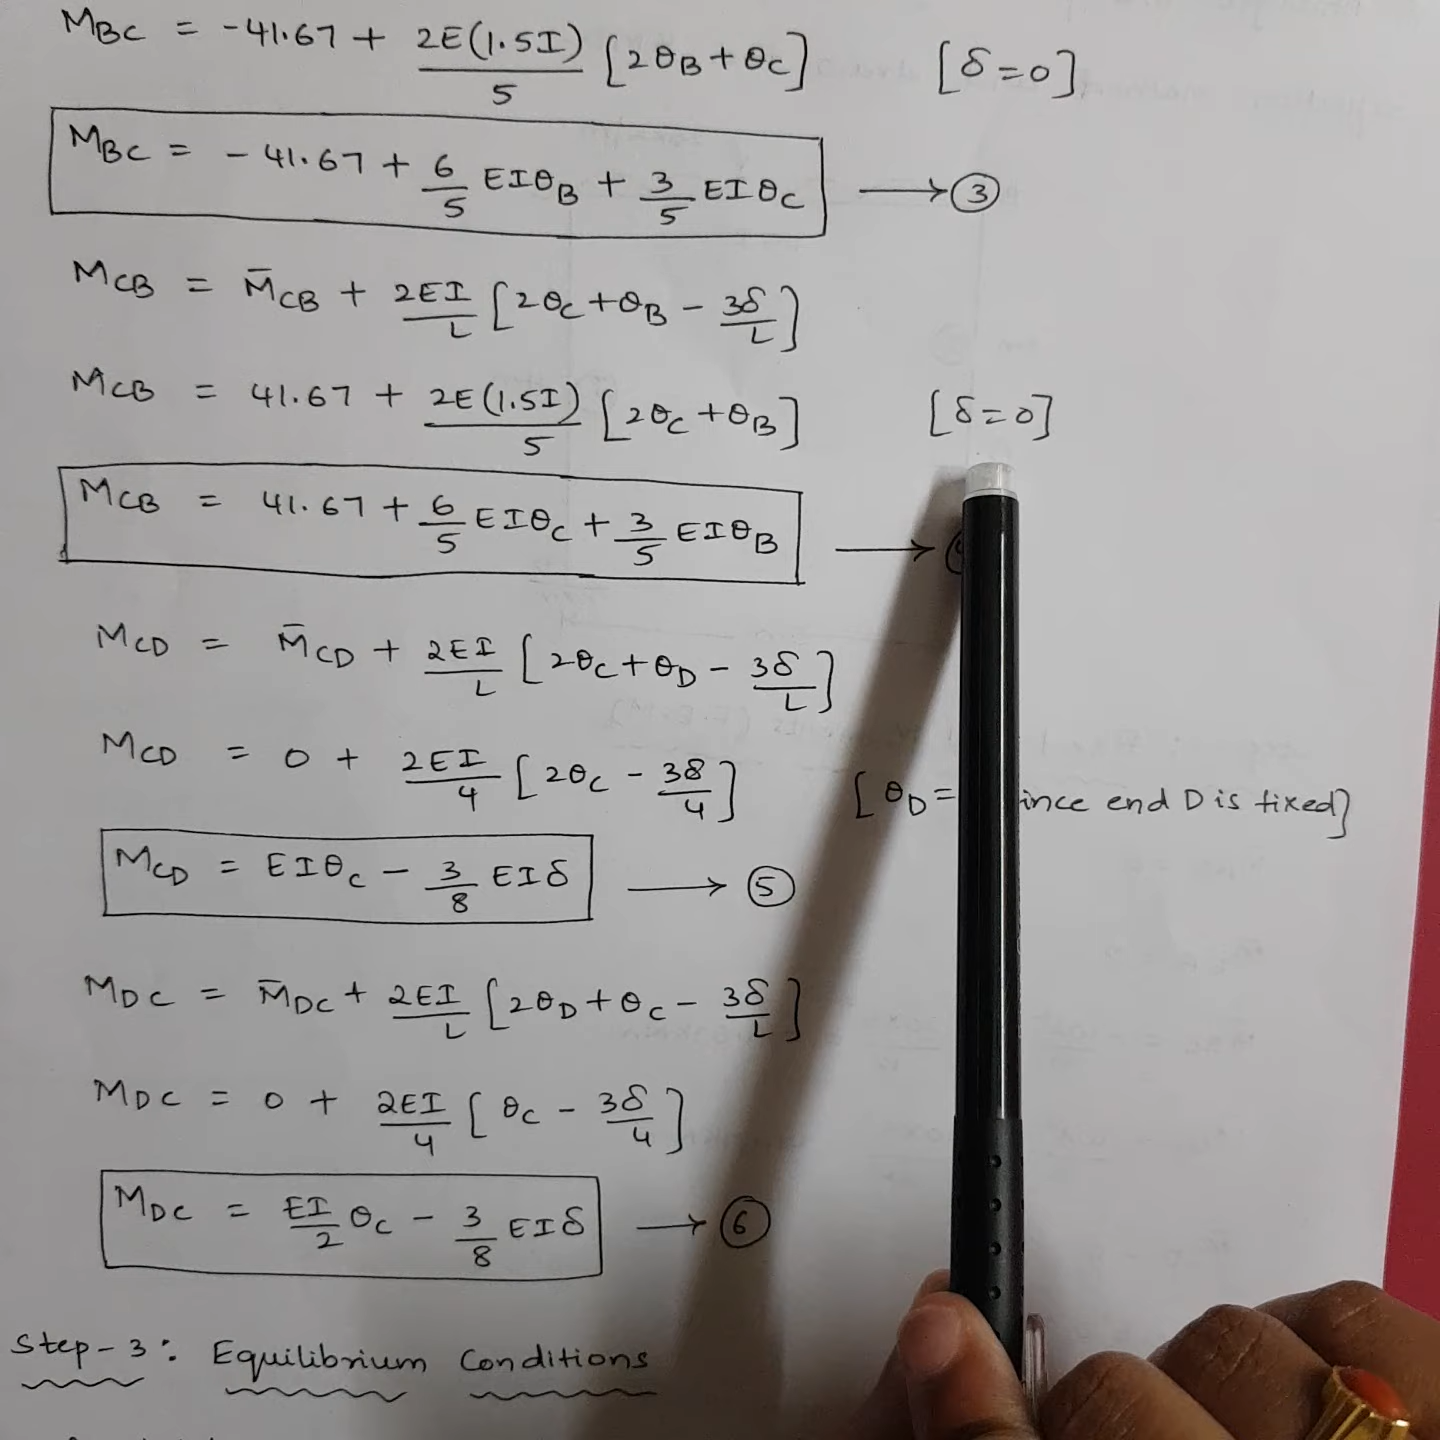 MBC = -41.67 + 2E(1.5I)/5 [2θB + θC] [δ=0]
MBC = - 41.67 + 6/5 EIθB + 3/5 EIθC → ③
MCB = M̄CB + 2EI/L [2θC + θB - 3δ/L]
MCB = 41.67 + 2E(1.5I)/5 [2θC + θB] [δ=0]
MCB = 41.67 + 6/5 EIθC + 3/5 EIθB →
MCD = M̄CD + 2EI/L [2θC + θD - 3δ/L]
MCD = 0 + 2EI/4 [2θC - 3δ/4] [θD= end D is fixed]
MCD = EIθC - 3/8 EIδ → ⑤
MDC = M̄DC + 2EI/L [2θD + θC - 3δ/L]
MDC = 0 + 2EI/4 [θC - 3δ/4]
MDC = EI/2 θC - 3/8 EIδ → ⑥
Step-3: Equilibrium Conditions